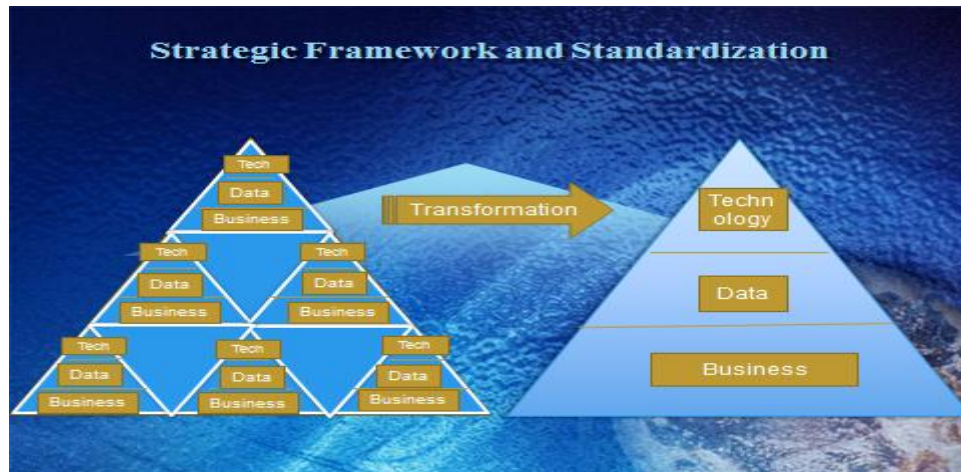 Strategic Framework and Standardization
Tech
Data
Business
Transformation
Techn
ology
Tech
Tech
Data
Data
Data
Business
Business
Business
Tech
Tech
Tech
Data
Data
Data
Business
Business
Business